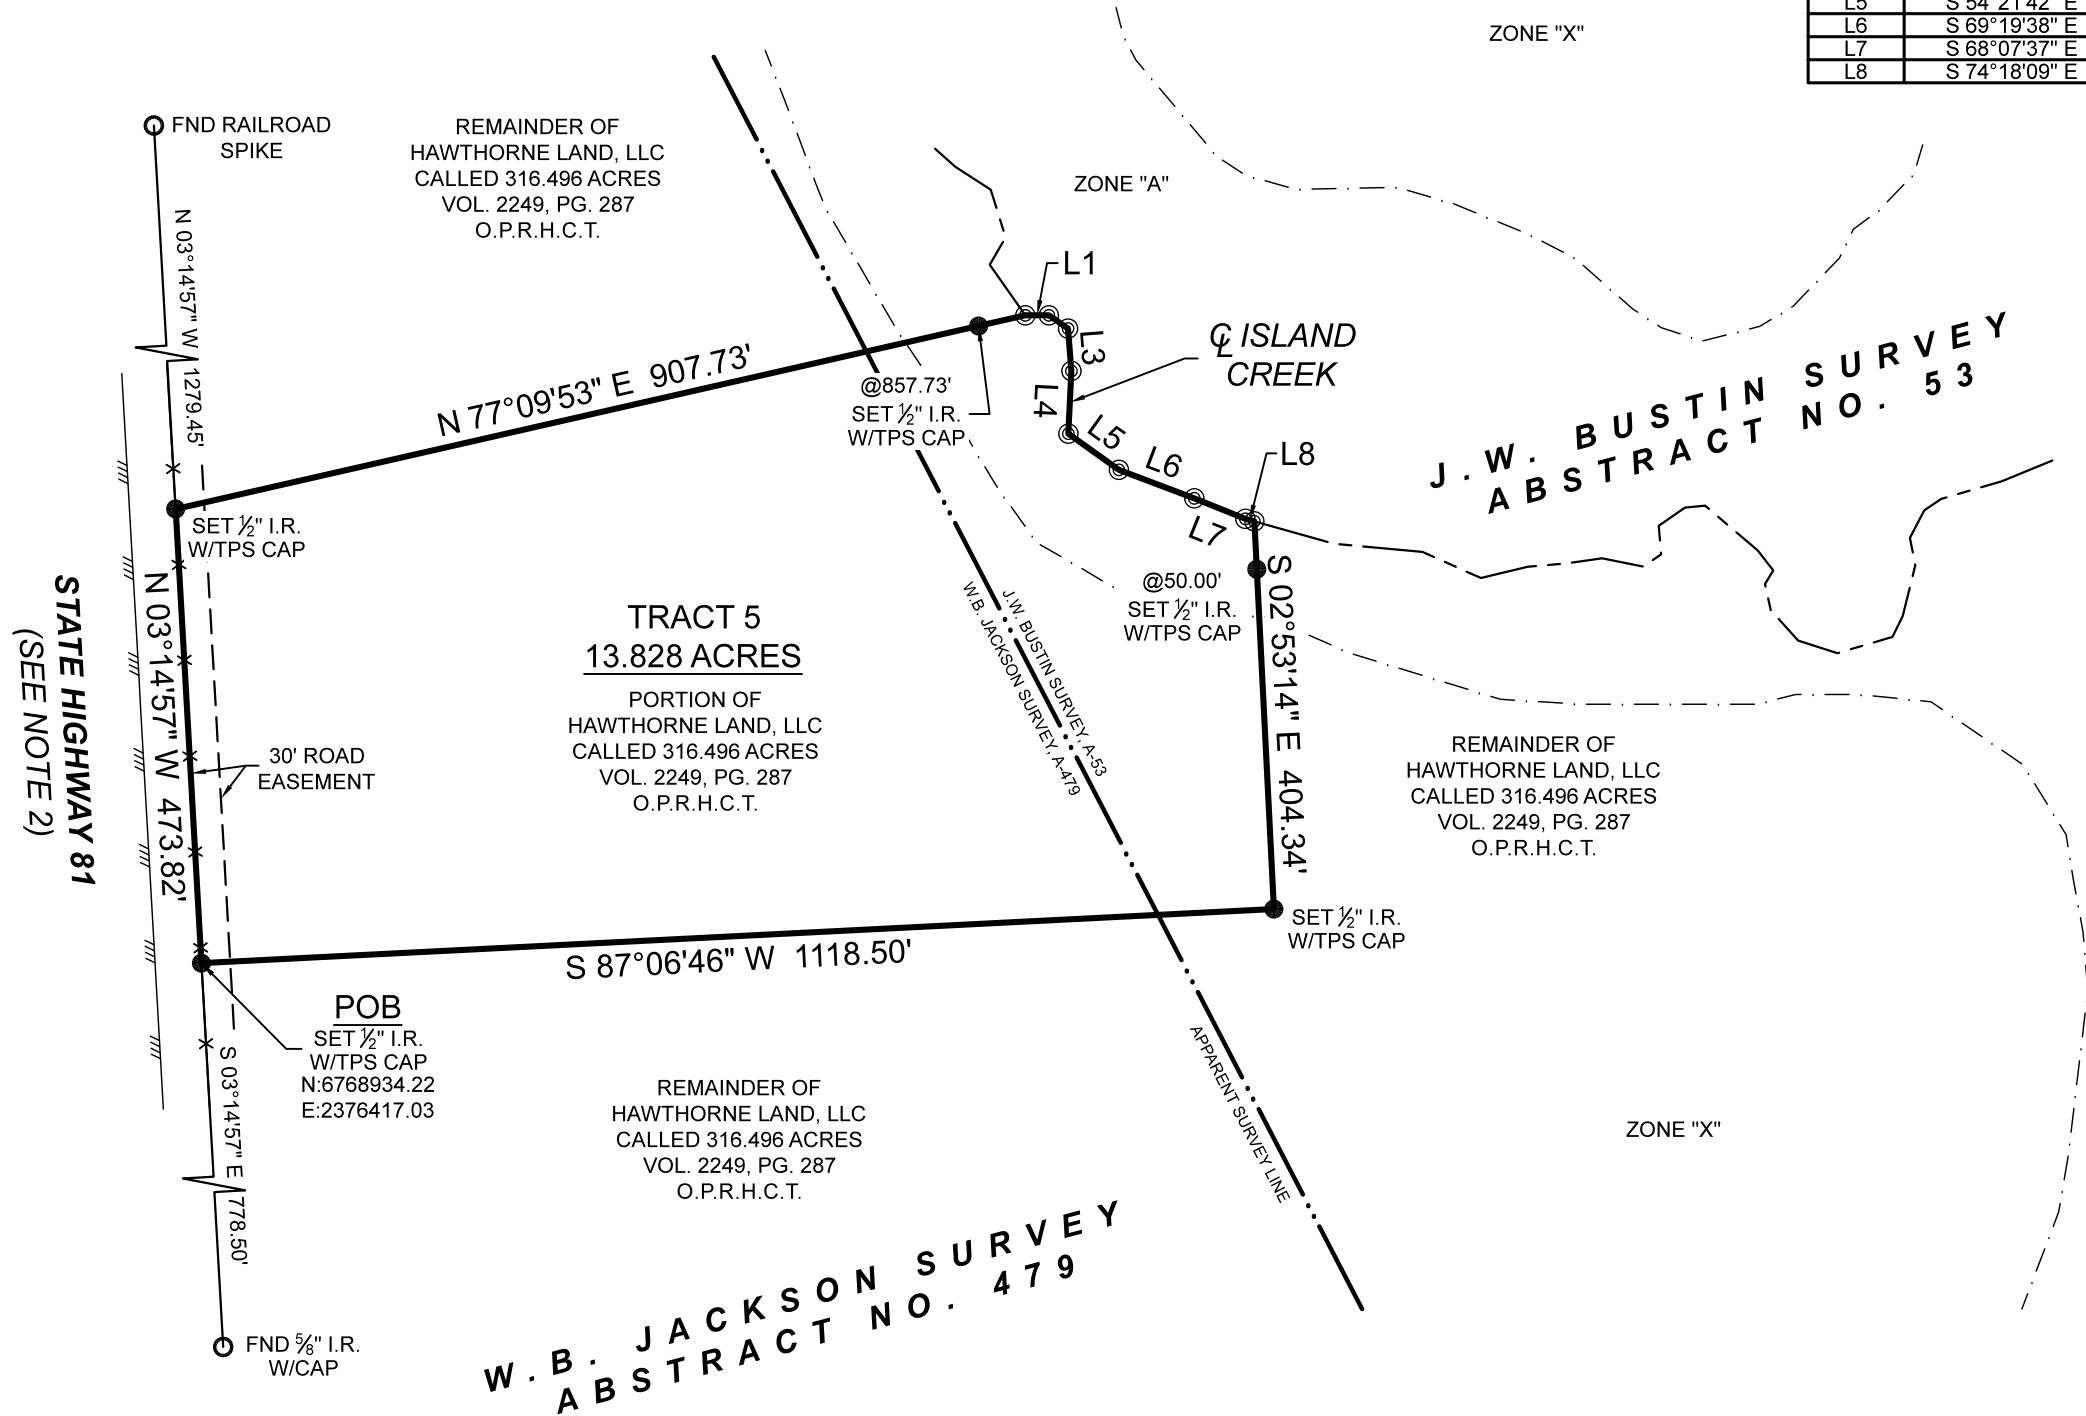 L5 S 54°21'42" E
L6 S 69°19'38" E
L7 S 68°07'37" E
L8 S 74°18'09" E
ZONE "X"
FND RAILROAD
SPIKE
REMAINDER OF
HAWTHORNE LAND, LLC
CALLED 316.496 ACRES
VOL. 2249, PG. 287
O.P.R.H.C.T.
ZONE "A"
N 03°14'57" W 1279.45'
L1
L3
L4
L5
L6
L7
L8
℄ ISLAND
CREEK
N 77°09'53" E 907.73'
@857.73'
SET ½" I.R.
W/TPS CAP
J.W. BUSTIN SURVEY
ABSTRACT NO. 53
SET ½" I.R.
W/TPS CAP
STATE HIGHWAY 81
(SEE NOTE 2)
N 03°14'57" W 473.82'
30' ROAD
EASEMENT
TRACT 5
13.828 ACRES
PORTION OF
HAWTHORNE LAND, LLC
CALLED 316.496 ACRES
VOL. 2249, PG. 287
O.P.R.H.C.T.
J.W. BUSTIN SURVEY, A-53
W.B. JACKSON SURVEY, A-479
@50.00'
SET ½" I.R.
W/TPS CAP
S 02°53'14" E 404.34'
REMAINDER OF
HAWTHORNE LAND, LLC
CALLED 316.496 ACRES
VOL. 2249, PG. 287
O.P.R.H.C.T.
SET ½" I.R.
W/TPS CAP
S 87°06'46" W 1118.50'
POB
SET ½" I.R.
W/TPS CAP
N:6768934.22
E:2376417.03
S 03°14'57" E 778.50'
REMAINDER OF
HAWTHORNE LAND, LLC
CALLED 316.496 ACRES
VOL. 2249, PG. 287
O.P.R.H.C.T.
APPARENT SURVEY LINE
ZONE "X"
FND ⅝" I.R.
W/CAP
W.B. JACKSON SURVEY
ABSTRACT NO. 479